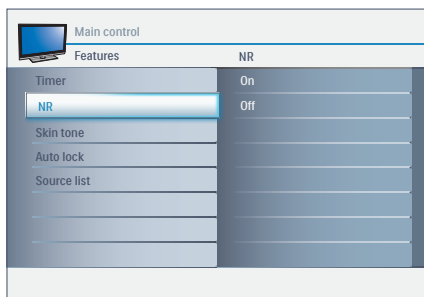 Main control
Features NR
Timer On
NR Off
Skin tone
Auto lock
Source list